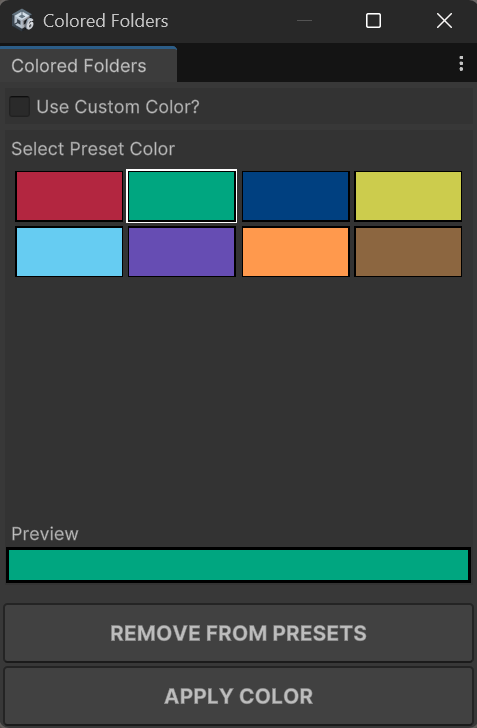 Colored Folders
Colored Folders
Use Custom Color?
Select Preset Color
Preview
REMOVE FROM PRESETS
APPLY COLOR